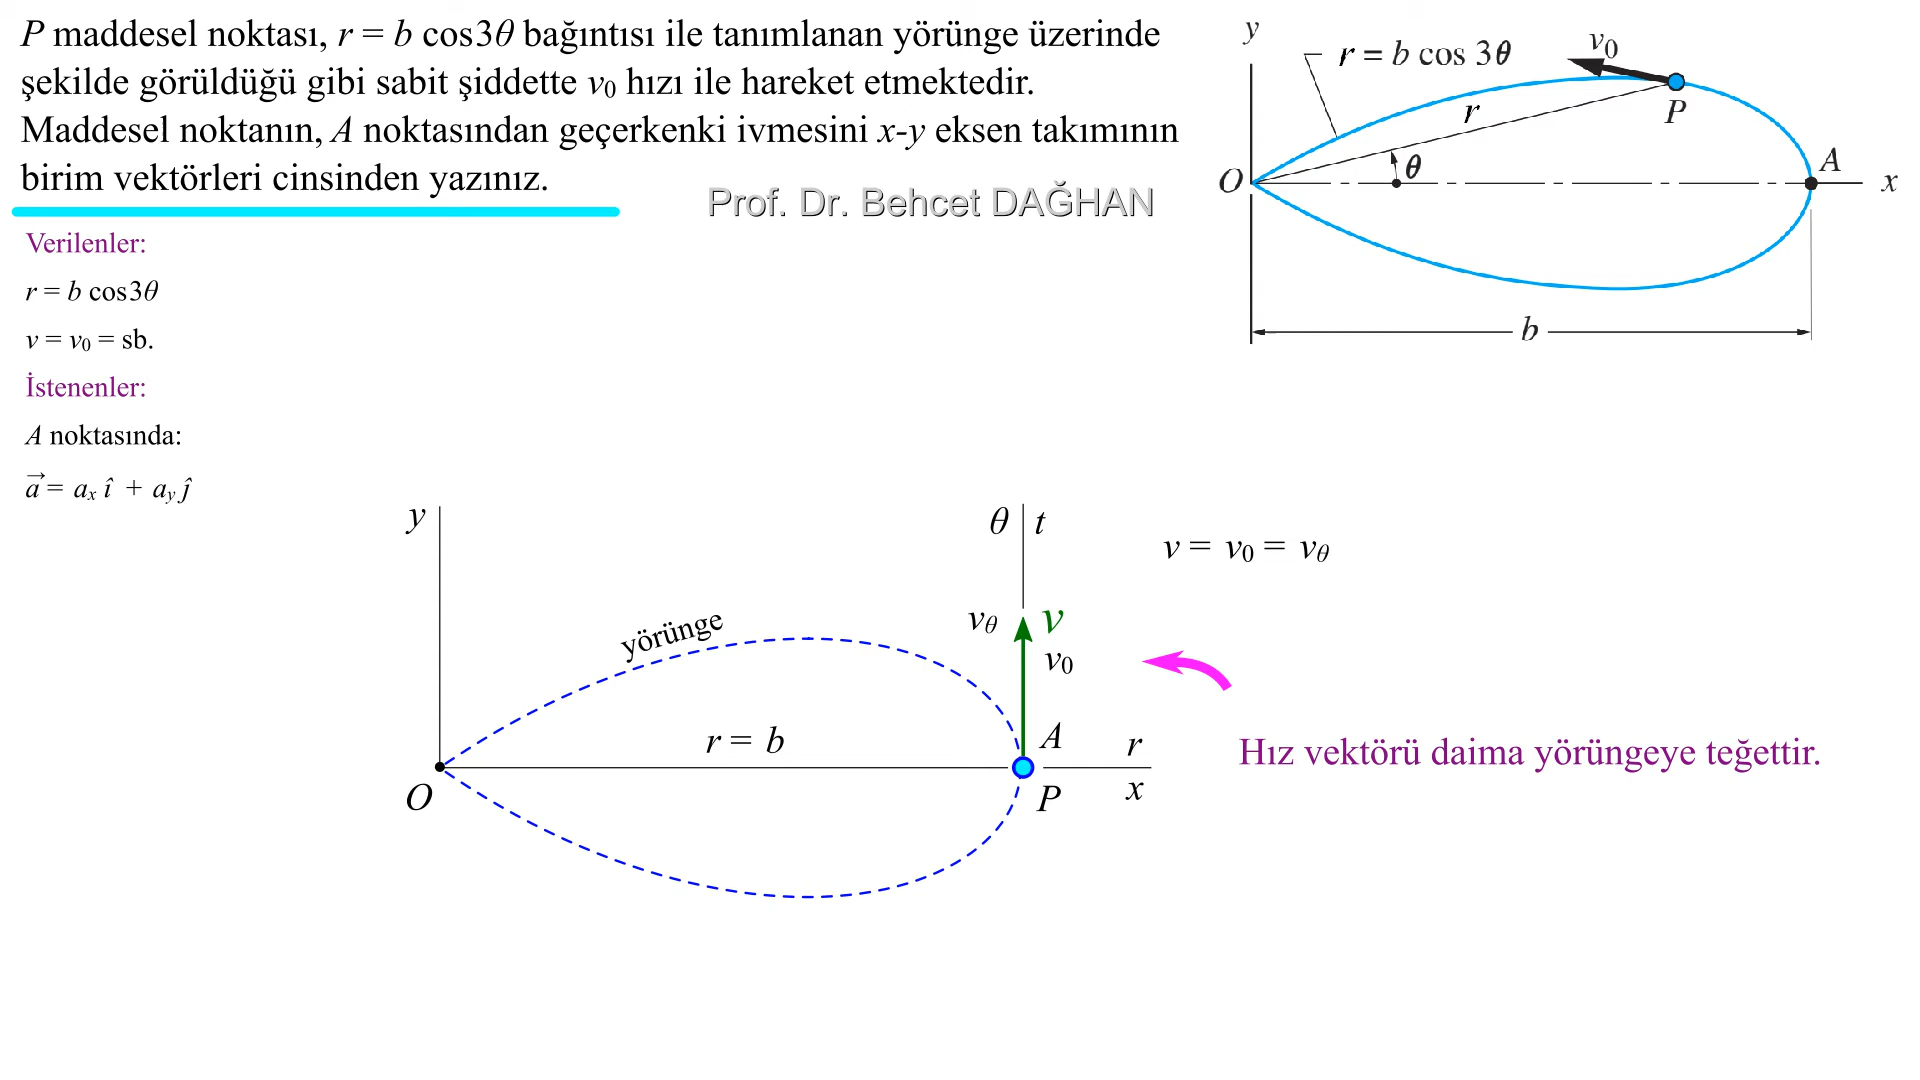 P maddesel noktası, r = b cos3θ bağıntısı ile tanımlanan yörünge üzerinde
şekilde görüldüğü gibi sabit şiddette v0 hızı ile hareket etmektedir.
Maddesel noktanın, A noktasından geçerkenki ivmesini x-y eksen takımının
birim vektörleri cinsinden yazınız.
Prof. Dr. Behcet DAĞHAN
y
r = b cos 3θ
v0
r
P
θ
A
O
x
b
Verilenler:
r = b cos3θ
v = v0 = sb.
İstenenler:
A noktasında:
a⃗ = ax î + ay ĵ
y
θ
t
v = v0 = vθ
yörünge
vθ
v
v0
r = b
A
r
Hız vektörü daima yörüngeye teğettir.
O
P
x